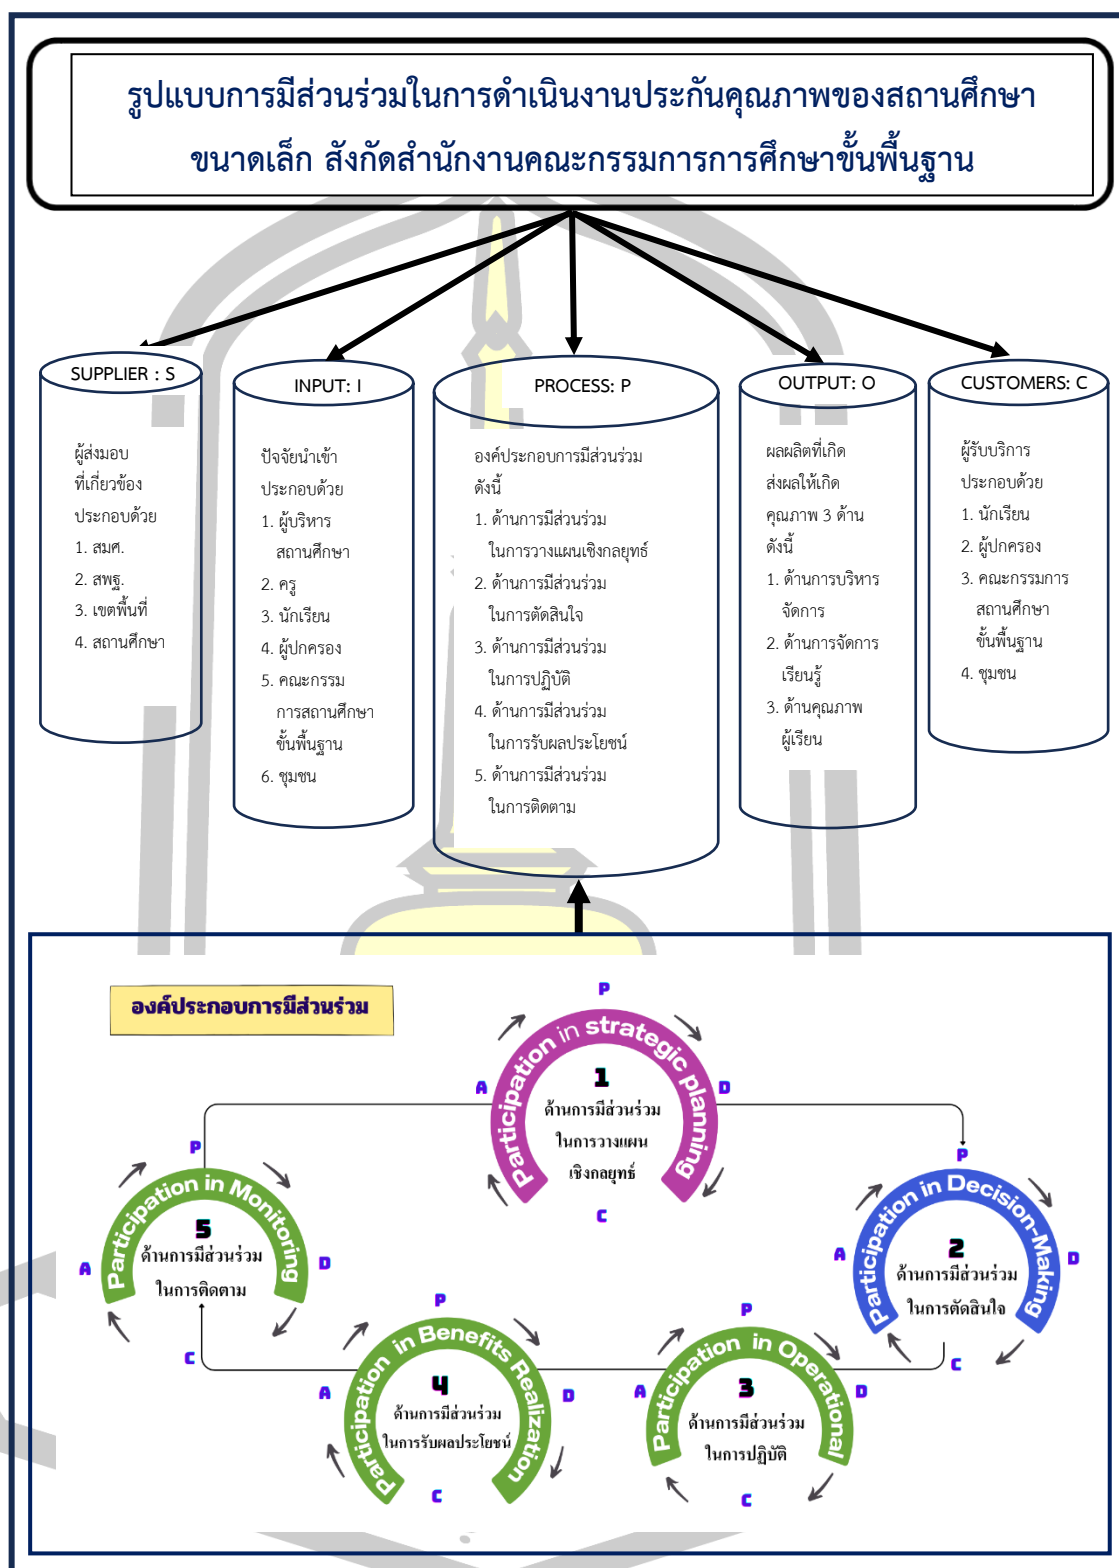 รูปแบบการมีส่วนร่วมในการดำเนินงานประกันคุณภาพของสถานศึกษา
ขนาดเล็ก สังกัดสำนักงานคณะกรรมการการศึกษาขั้นพื้นฐาน
SUPPLIER : S
ผู้ส่งมอบ
ที่เกี่ยวข้อง
ประกอบด้วย
1. สมศ.
2. สพฐ.
3. เขตพื้นที่
4. สถานศึกษา
INPUT: I
ปัจจัยนำเข้า
ประกอบด้วย
1. ผู้บริหาร
สถานศึกษา
2. ครู
3. นักเรียน
4. ผู้ปกครอง
5. คณะกรรม
การสถานศึกษา
ขั้นพื้นฐาน
6. ชุมชน
PROCESS: P
องค์ประกอบการมีส่วนร่วม
ดังนี้
1. ด้านการมีส่วนร่วม
ในการวางแผนเชิงกลยุทธ์
2. ด้านการมีส่วนร่วม
ในการตัดสินใจ
3. ด้านการมีส่วนร่วม
ในการปฏิบัติ
4. ด้านการมีส่วนร่วม
ในการรับผลประโยชน์
5. ด้านการมีส่วนร่วม
ในการติดตาม
OUTPUT: O
ผลผลิตที่เกิด
ส่งผลให้เกิด
คุณภาพ 3 ด้าน
ดังนี้
1. ด้านการบริหาร
จัดการ
2. ด้านการจัดการ
เรียนรู้
3. ด้านคุณภาพ
ผู้เรียน
CUSTOMERS: C
ผู้รับบริการ
ประกอบด้วย
1. นักเรียน
2. ผู้ปกครอง
3. คณะกรรมการ
สถานศึกษา
ขั้นพื้นฐาน
4. ชุมชน
องค์ประกอบการมีส่วนร่วม
P
A
D
C
Participation in strategic planning
1
ด้านการมีส่วนร่วม
ในการวางแผน
เชิงกลยุทธ์
P
A
D
C
Participation in Decision-Making
2
ด้านการมีส่วนร่วม
ในการตัดสินใจ
P
A
D
C
Participation in Operational
3
ด้านการมีส่วนร่วม
ในการปฏิบัติ
P
A
D
C
Participation in Benefits Realization
4
ด้านการมีส่วนร่วม
ในการรับผลประโยชน์
P
A
D
C
Participation in Monitoring
5
ด้านการมีส่วนร่วม
ในการติดตาม